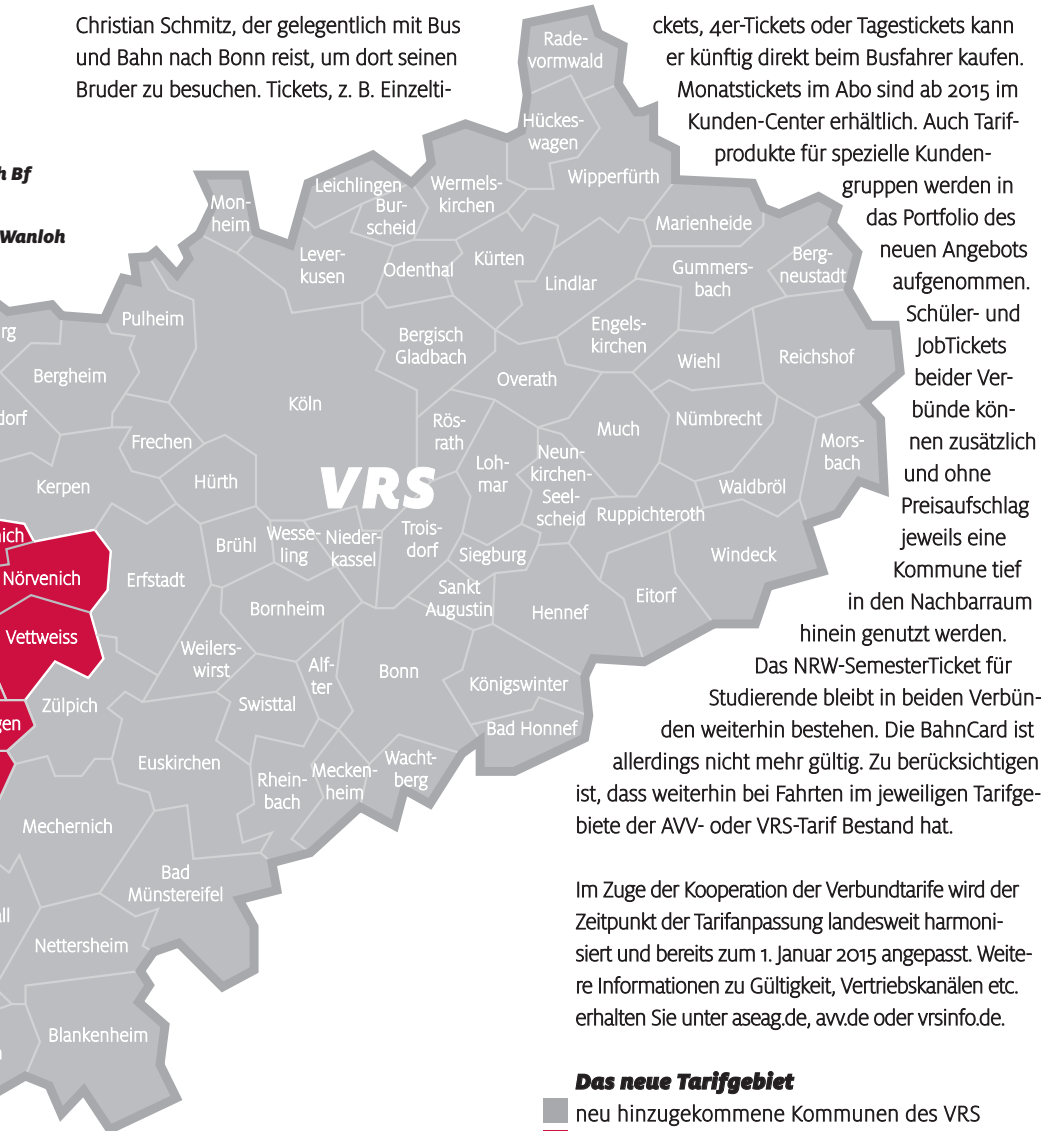 Christian Schmitz, der gelegentlich mit Bus
und Bahn nach Bonn reist, um dort seinen
Bruder zu besuchen. Tickets, z. B. Einzelti-
ckets, 4er-Tickets oder Tagestickets kann
er künftig direkt beim Busfahrer kaufen.
Monatstickets im Abo sind ab 2015 im
Kunden-Center erhältlich. Auch Tarif-
produkte für spezielle Kunden-
gruppen werden in
das Portfolio des
neuen Angebots
aufgenommen.
Schüler- und
JobTickets
beider Ver-
bünde kön-
nen zusätzlich
und ohne
Preisaufschlag
jeweils eine
Kommune tief
in den Nachbarraum
hinein genutzt werden.
Das NRW-SemesterTicket für
Studierende bleibt in beiden Verbün-
den weiterhin bestehen. Die BahnCard ist
allerdings nicht mehr gültig. Zu berücksichtigen
ist, dass weiterhin bei Fahrten im jeweiligen Tarifge-
biete der AVV- oder VRS-Tarif Bestand hat.
Im Zuge der Kooperation der Verbundtarife wird der
Zeitpunkt der Tarifanpassung landesweit harmoni-
siert und bereits zum 1. Januar 2015 angepasst. Weite-
re Informationen zu Gültigkeit, Vertriebskanälen etc.
erhalten Sie unter aseag.de, avv.de oder vrsinfo.de.
Das neue Tarifgebiet
neu hinzugekommene Kommunen des VRS
h Bf
Wanloh
Rade-
vormwald
Hückes-
wagen
Wipperfürth
Mon-
heim
Leichlingen
Bur-
scheid
Wermels-
kirchen
Marienheide
Lever-
kusen
Odenthal
Kürten
Lindlar
Gummers-
bach
Berg-
neustadt
rg
Pulheim
Bergisch
Gladbach
Engels-
kirchen
Wiehl
Reichshof
Bergheim
Overath
Köln
dorf
Frechen
Rös-
rath
Much
Nümbrecht
Mors-
bach
Kerpen
Hürth
VRS
Loh-
mar
Neun-
kirchen-
Seel-
scheid
Waldbröl
Ruppichteroth
ich
Brühl
Wesse-
ling
Nieder-
kassel
Trois-
dorf
Siegburg
Windeck
Nörvenich
Erfstadt
Sankt
Augustin
Hennef
Eitorf
Bornheim
Vettweiss
Weilers-
wirst
Alf-
ter
Bonn
Königswinter
Zülpich
Swisttal
gen
Bad Honnef
Euskirchen
Rhein-
bach
Mecken-
heim
Wacht-
berg
Mechernich
Bad
Münstereifel
all
Nettersheim
Blankenheim